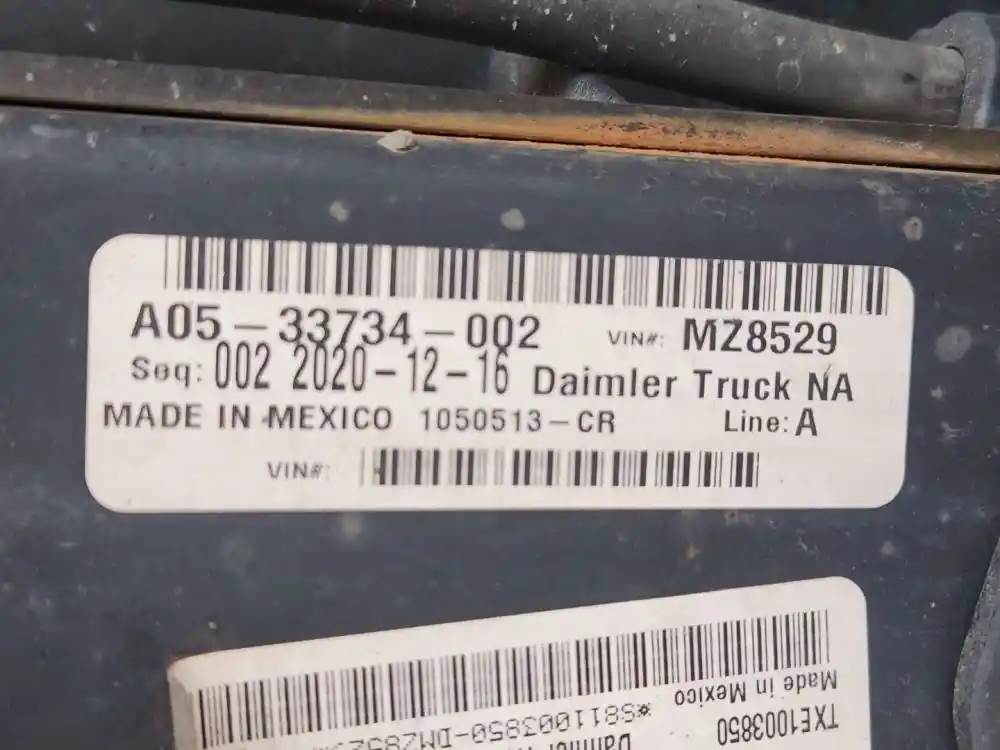 A05-33734-002 VIN#: MZ8529
Seq: 002 2020-12-16 Daimler Truck NA
MADE IN MEXICO 1050513-CR Line: A
VIN#:
TXE1003850
Made in Mexico